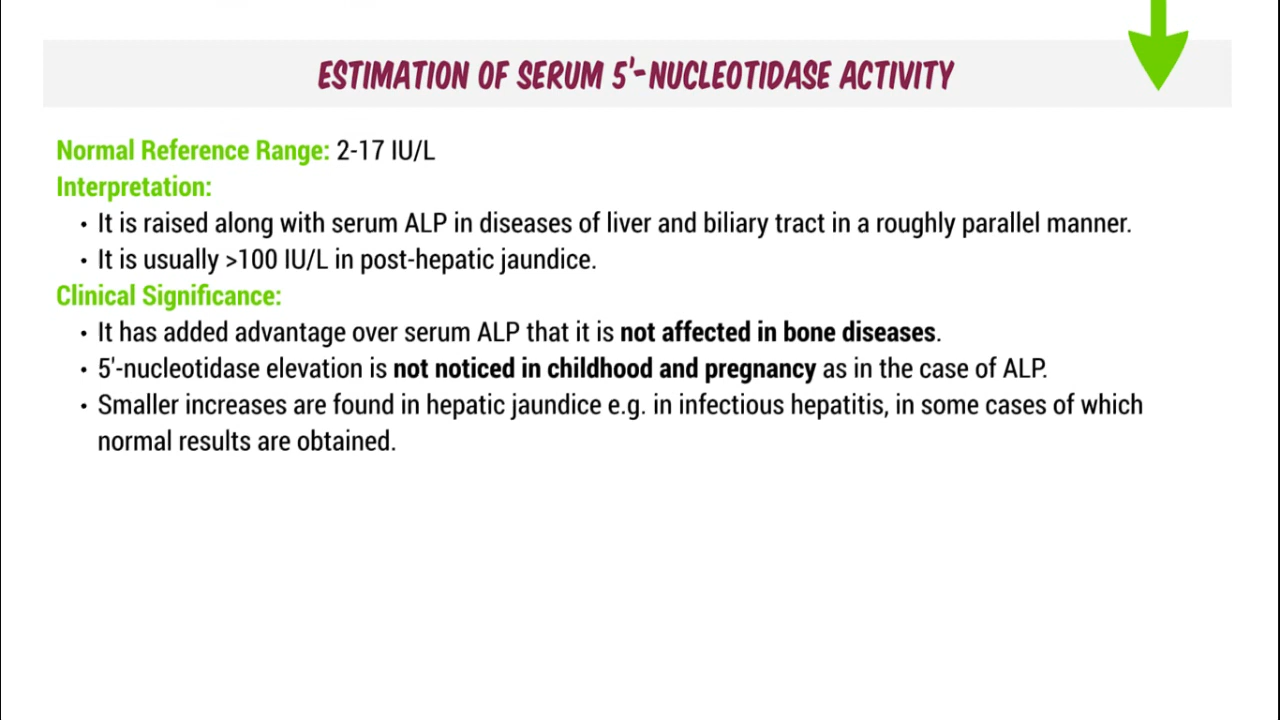 ESTIMATION OF SERUM 5'-NUCLEOTIDASE ACTIVITY
Normal Reference Range: 2-17 IU/L
Interpretation:
• It is raised along with serum ALP in diseases of liver and biliary tract in a roughly parallel manner.
• It is usually >100 IU/L in post-hepatic jaundice.
Clinical Significance:
• It has added advantage over serum ALP that it is not affected in bone diseases.
• 5'-nucleotidase elevation is not noticed in childhood and pregnancy as in the case of ALP.
• Smaller increases are found in hepatic jaundice e.g. in infectious hepatitis, in some cases of which
normal results are obtained.